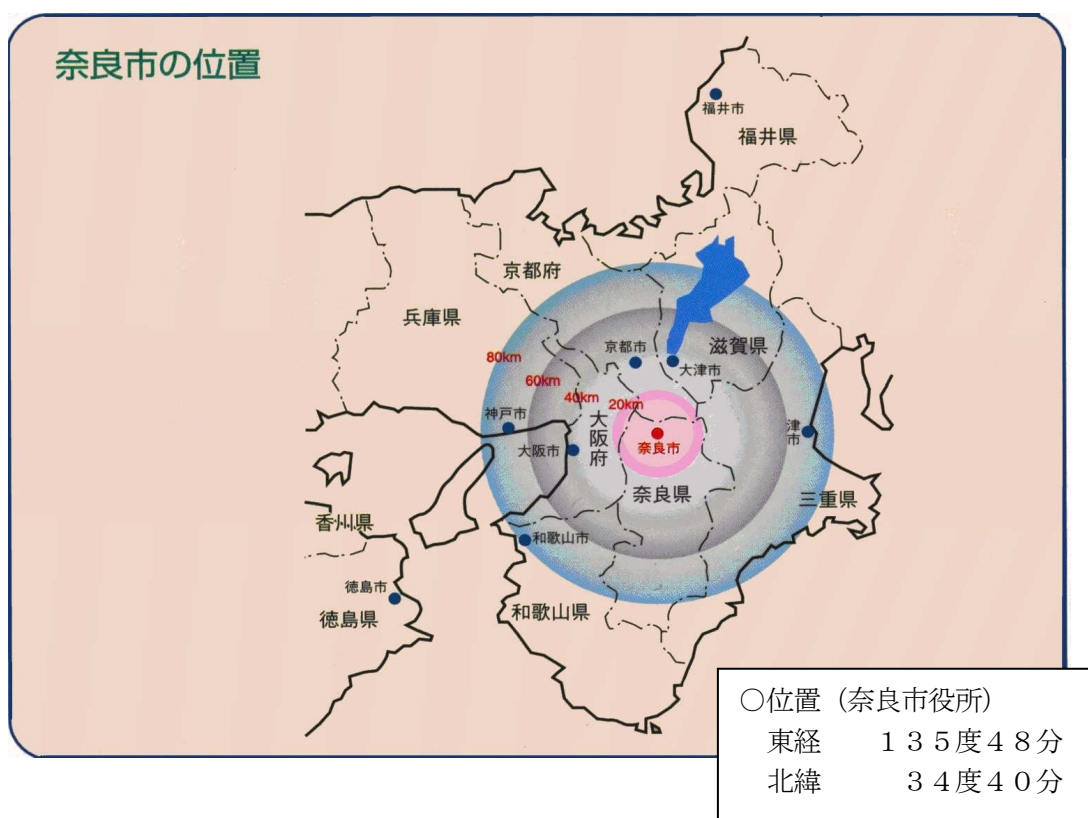 奈良市の位置
福井市
福井県
京都府
兵庫県
京都市
滋賀県
大津市
80km
60km
40km
20km
神戸市
大阪市
大阪府
奈良市
津市
奈良県
三重県
香川県
和歌山市
徳島市
徳島県
和歌山県
○位置（奈良市役所）
東経　　１３５度４８分
北緯　　　３４度４０分